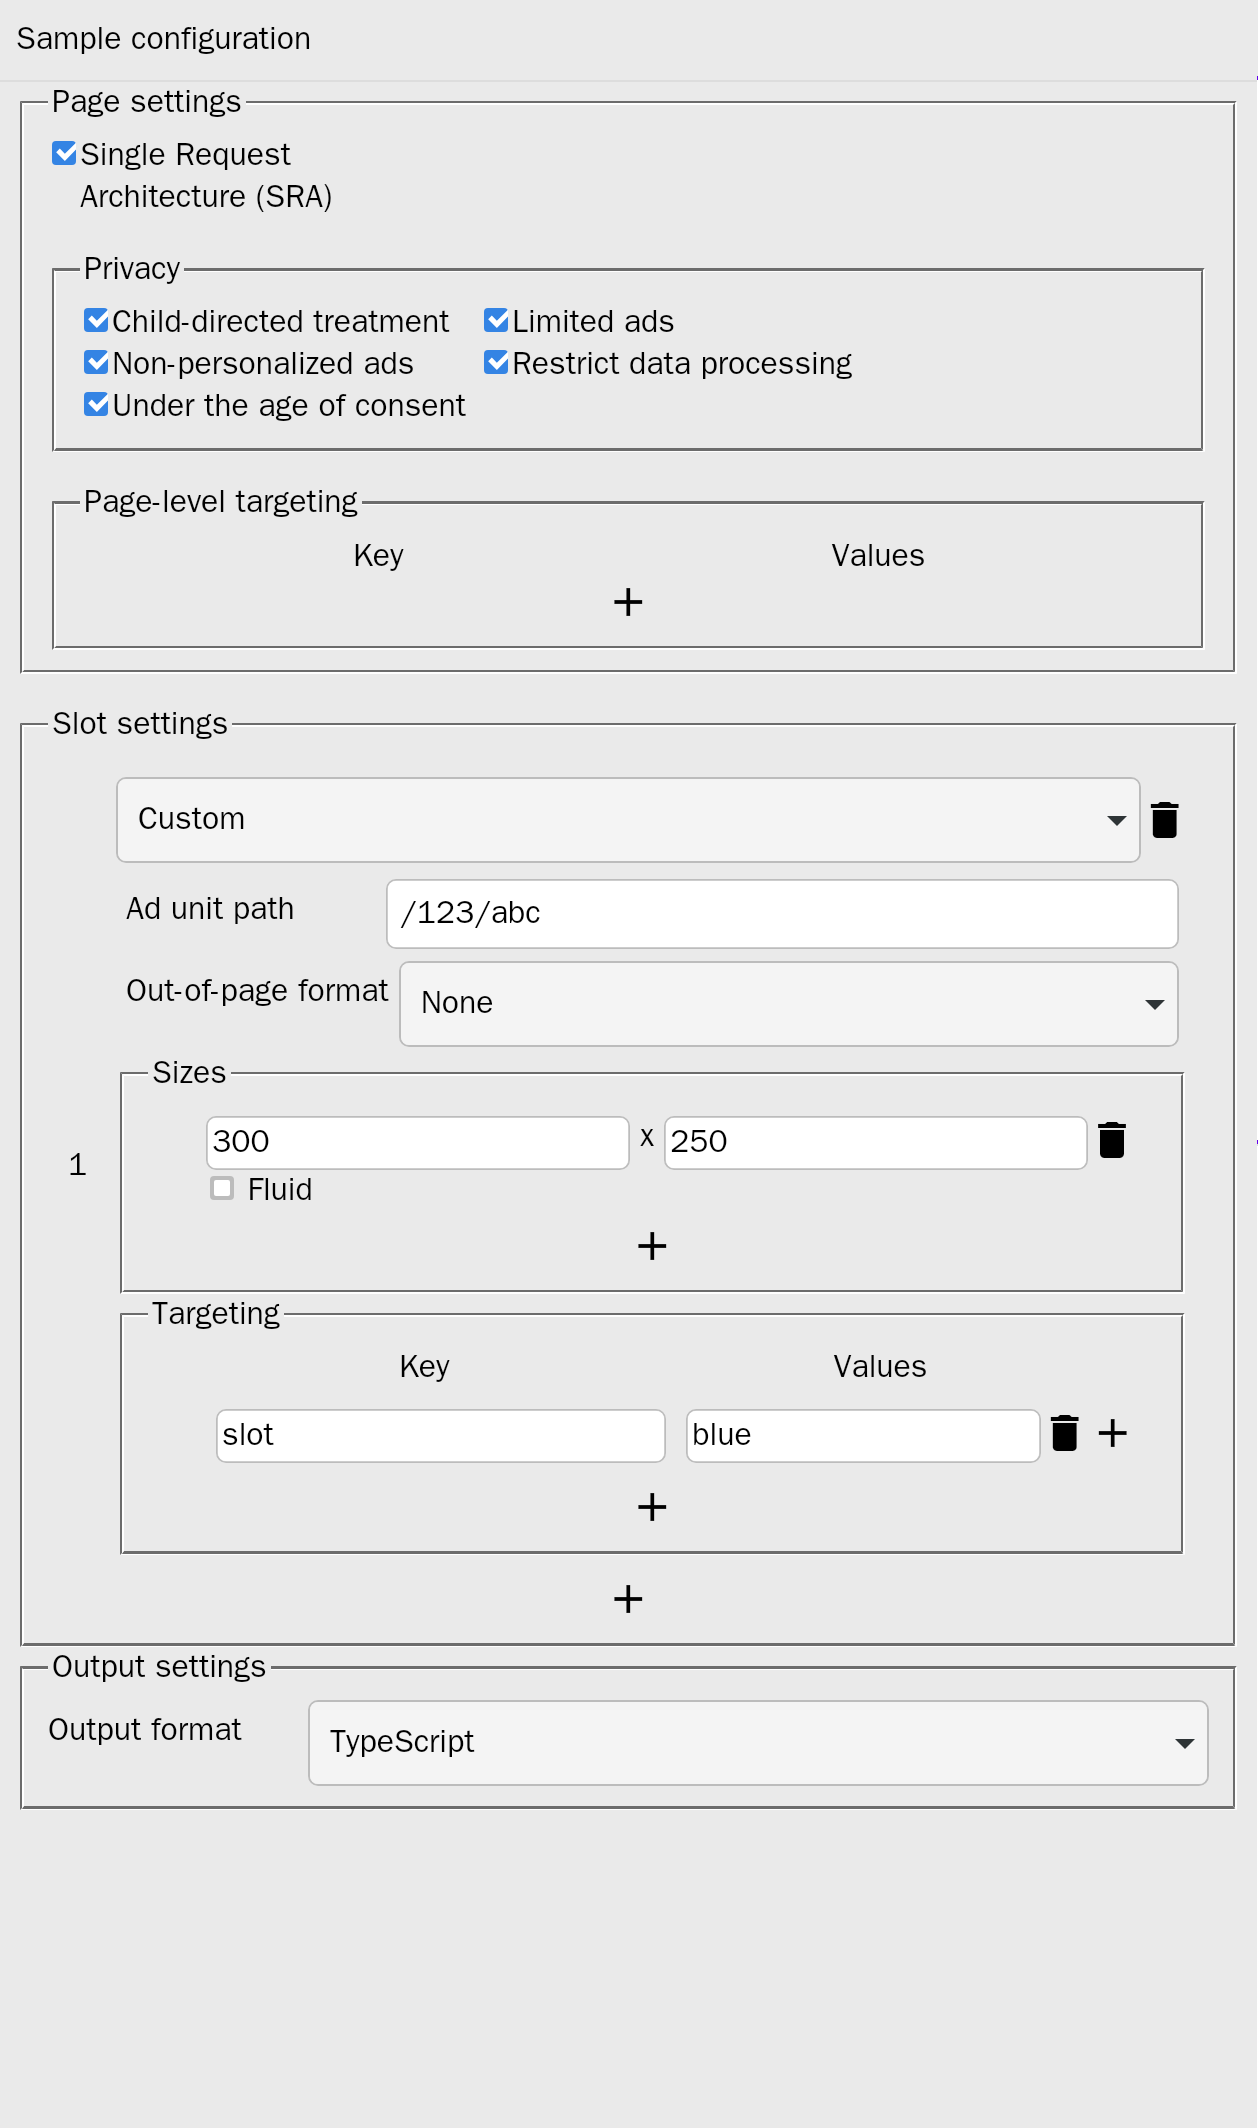 Sample configuration
Page settings
Single Request
Architecture (SRA)
Privacy
Child-directed treatment Limited ads
Non-personalized ads Restrict data processing
Under the age of consent
Page-level targeting
Key Values
+
Slot settings
Custom
Ad unit path /123/abc
Out-of-page format None
Sizes
1
300 x 250
Fluid
+
Targeting
Key Values
slot blue +
+
+
Output settings
Output format TypeScript